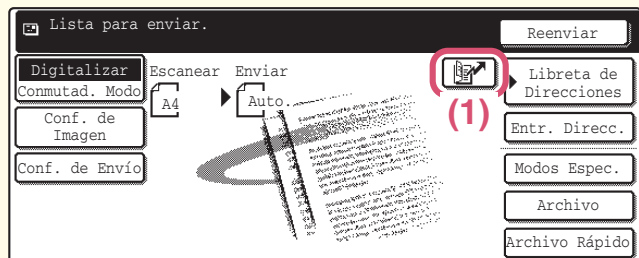 Lista para enviar.
Reenviar
Digitalizar
Conmutad. Modo
Escanear
Enviar
A4
Auto.
(1)
Libreta de
Direcciones
Conf. de
Imagen
Entr. Direcc.
Conf. de Envío
Modos Espec.
Archivo
Archivo Rápido